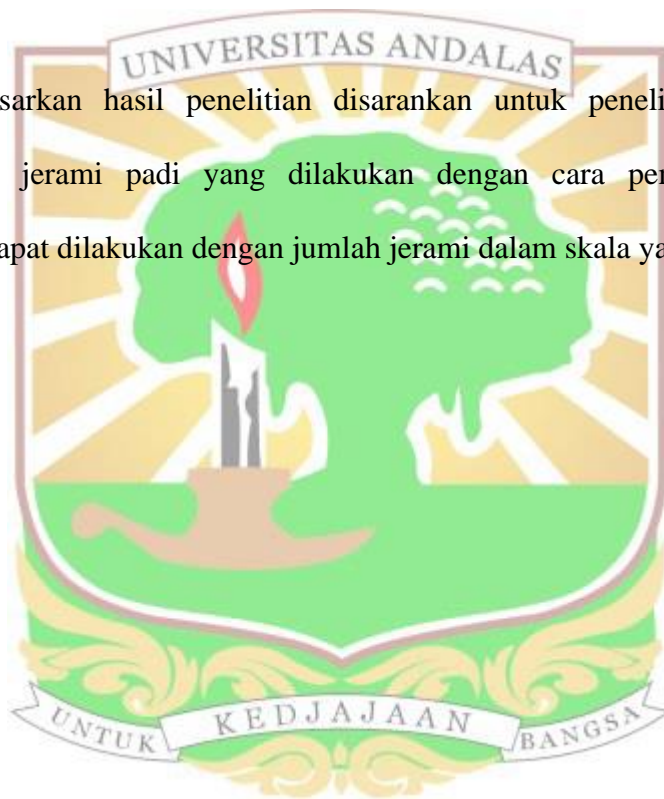 UNIVERSITAS ANDALAS
sarkan hasil penelitian disarankan untuk peneli
jerami padi yang dilakukan dengan cara per
apat dilakukan dengan jumlah jerami dalam skala ya
UNTUK KEDJAJAAN BANGSA